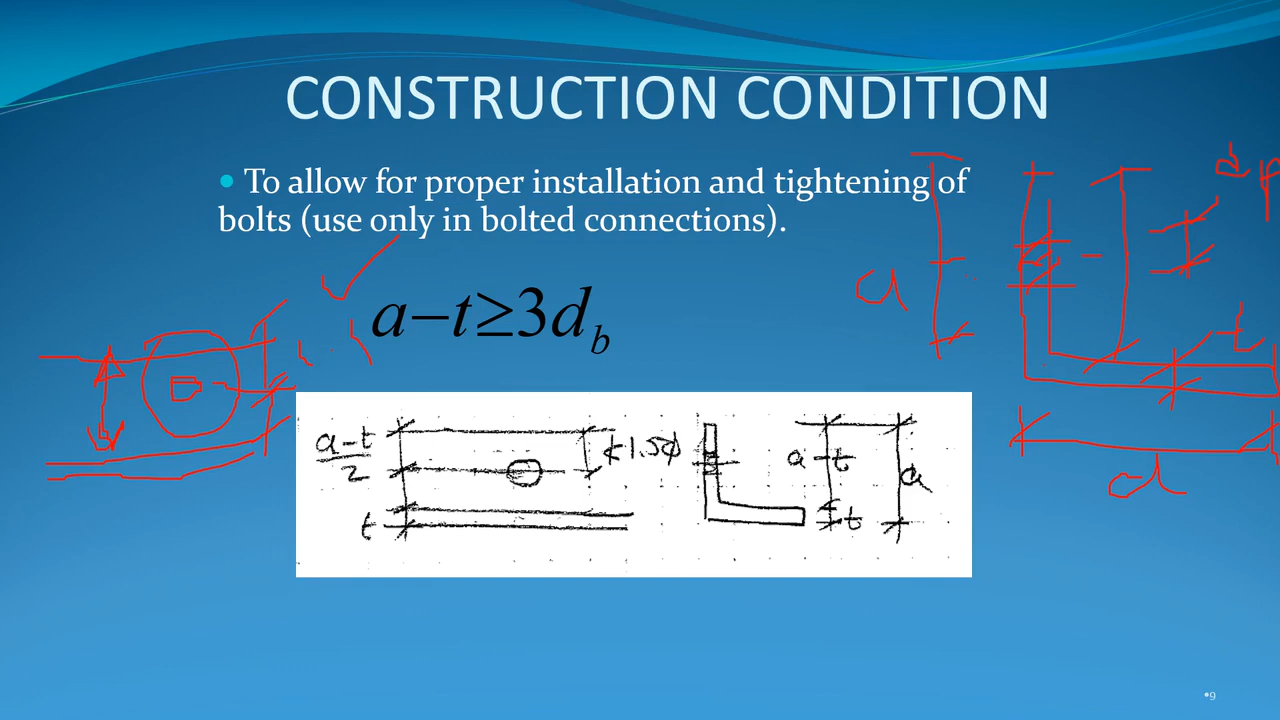 CONSTRUCTION CONDITION
• To allow for proper installation and tightening of
bolts (use only in bolted connections).
a−t≥3d_b
a-t
2
t
≮1.5φ
a-t
t
a
a
t
a
d
•9